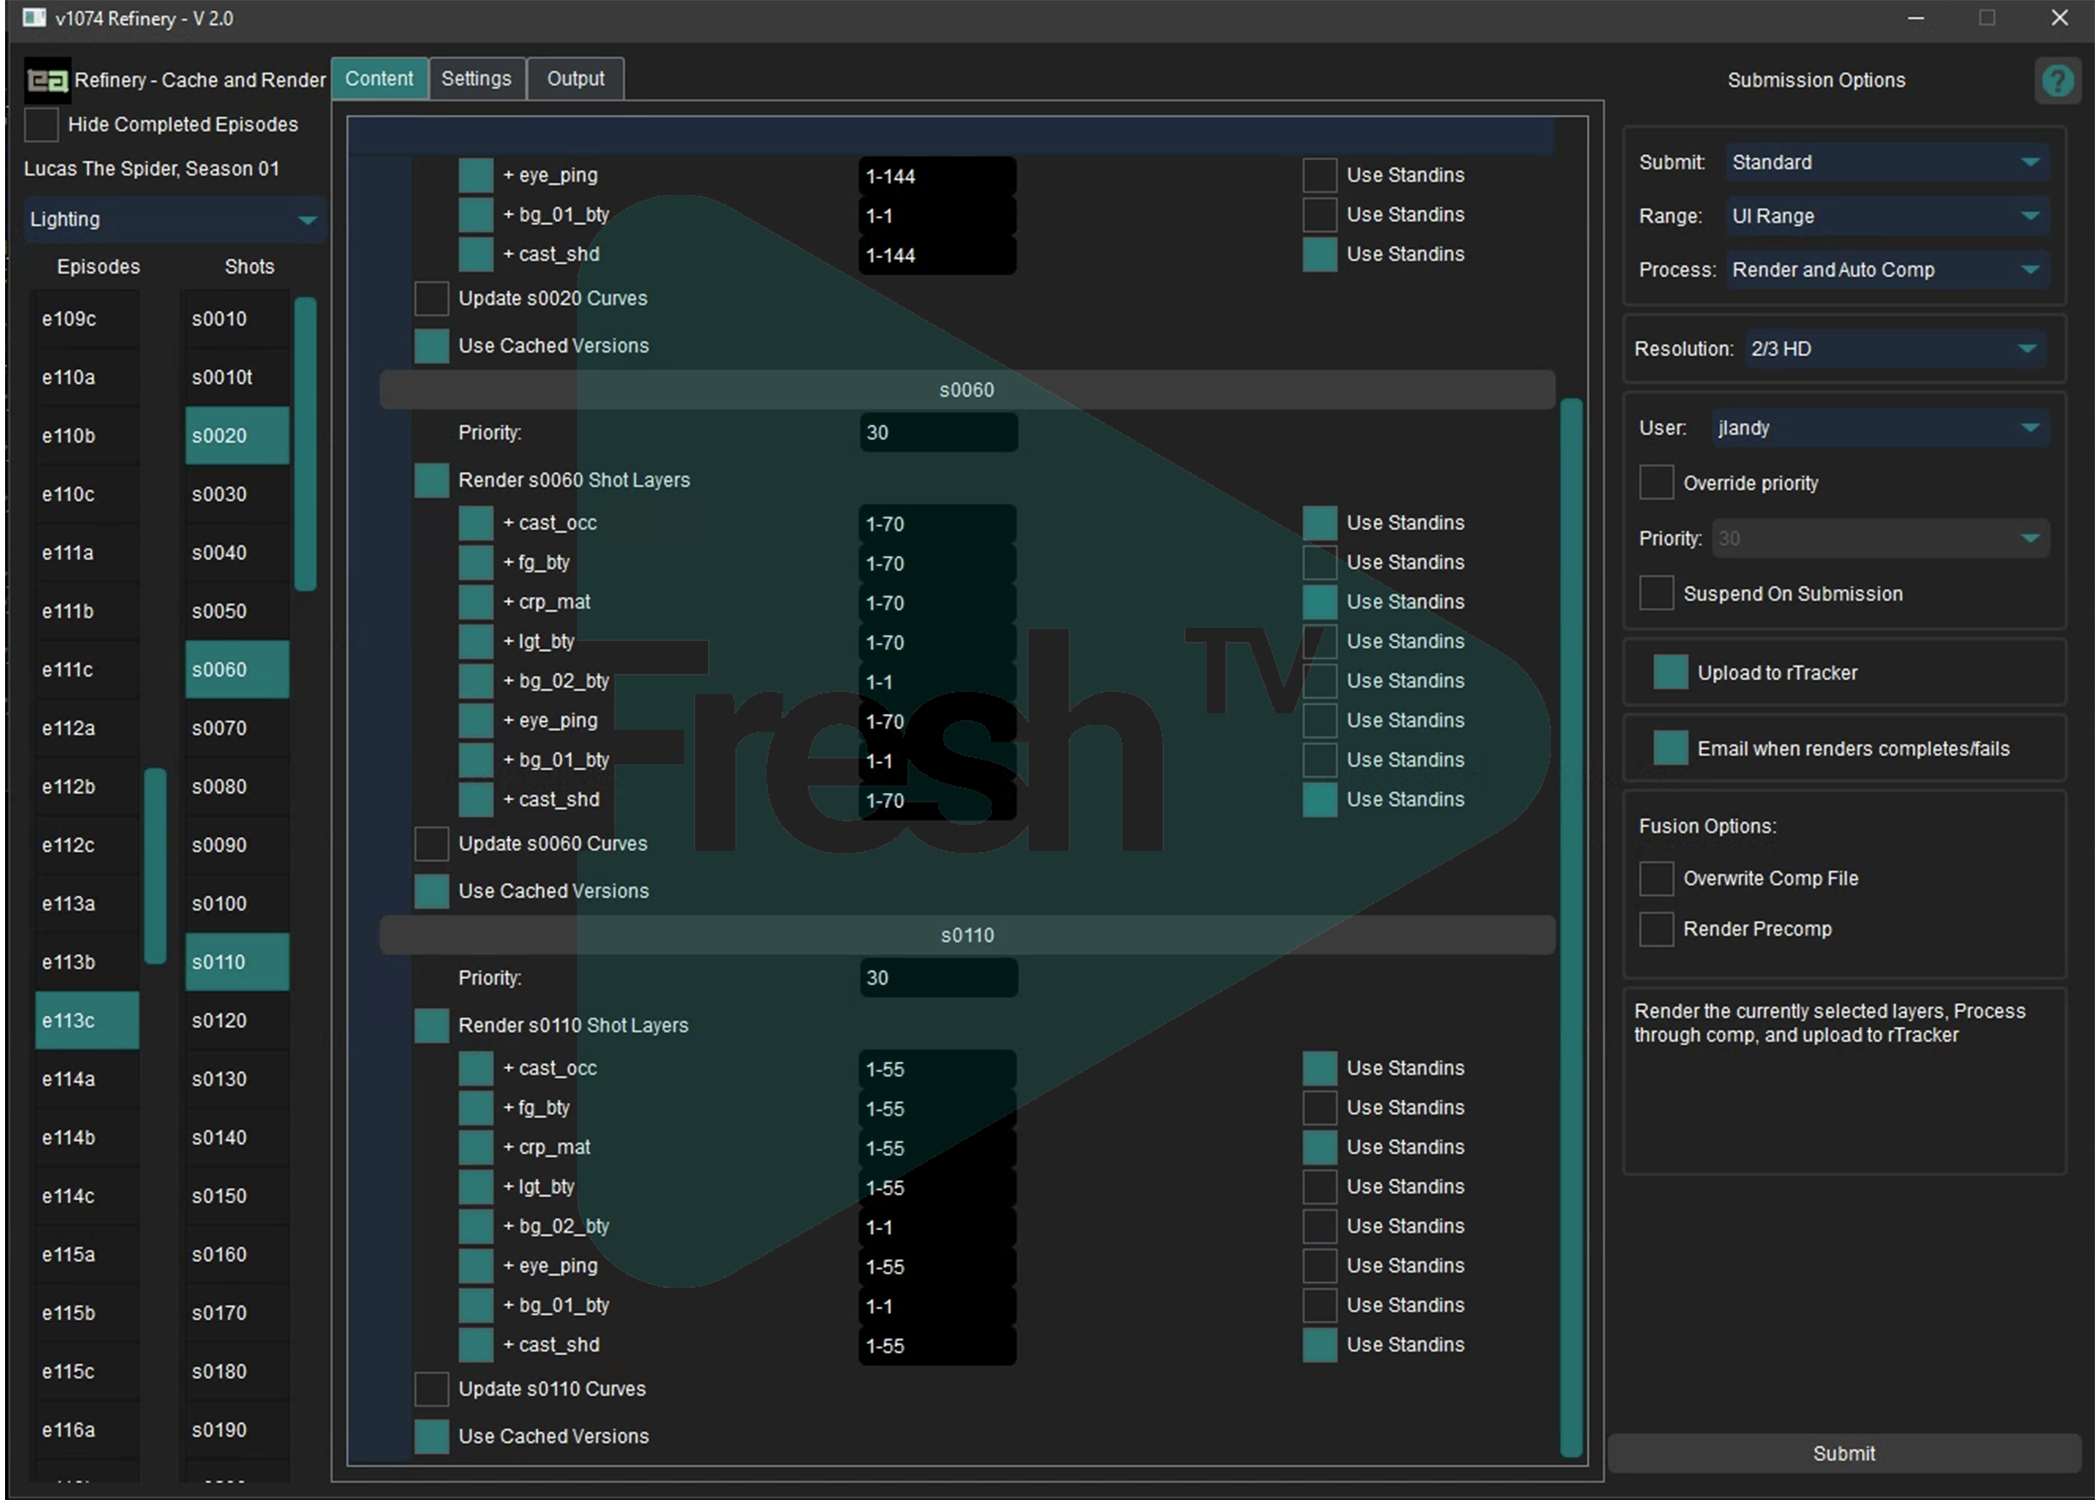 v1074 Refinery - V 2.0
Refinery - Cache and Render
Hide Completed Episodes
Lucas The Spider, Season 01
Lighting
Episodes
e109c
e110a
e110b
e110c
e111a
e111b
e111c
e112a
e112b
e112c
e113a
e113b
e113c
e114a
e114b
e114c
e115a
e115b
e115c
e116a
Shots
s0010
s0010t
s0020
s0030
s0040
s0050
s0060
s0070
s0080
s0090
s0100
s0110
s0120
s0130
s0140
s0150
s0160
s0170
s0180
s0190
Content Settings Output
+ eye_ping 1-144 Use Standins
+ bg_01_bty 1-1 Use Standins
+ cast_shd 1-144 Use Standins
Update s0020 Curves
Use Cached Versions
s0060
Priority: 30
Render s0060 Shot Layers
+ cast_occ 1-70 Use Standins
+ fg_bty 1-70 Use Standins
+ crp_mat 1-70 Use Standins
+ lgt_bty 1-70 Use Standins
+ bg_02_bty 1-1 Use Standins
+ eye_ping 1-70 Use Standins
+ bg_01_bty 1-1 Use Standins
+ cast_shd 1-70 Use Standins
Update s0060 Curves
Use Cached Versions
s0110
Priority: 30
Render s0110 Shot Layers
+ cast_occ 1-55 Use Standins
+ fg_bty 1-55 Use Standins
+ crp_mat 1-55 Use Standins
+ lgt_bty 1-55 Use Standins
+ bg_02_bty 1-1 Use Standins
+ eye_ping 1-55 Use Standins
+ bg_01_bty 1-1 Use Standins
+ cast_shd 1-55 Use Standins
Update s0110 Curves
Use Cached Versions
Fresh TV
Submission Options ?
Submit: Standard
Range: UI Range
Process: Render and Auto Comp
Resolution: 2/3 HD
User: jlandy
Override priority
Priority: 30
Suspend On Submission
Upload to rTracker
Email when renders completes/fails
Fusion Options:
Overwrite Comp File
Render Precomp
Render the currently selected layers, Process
through comp, and upload to rTracker
Submit